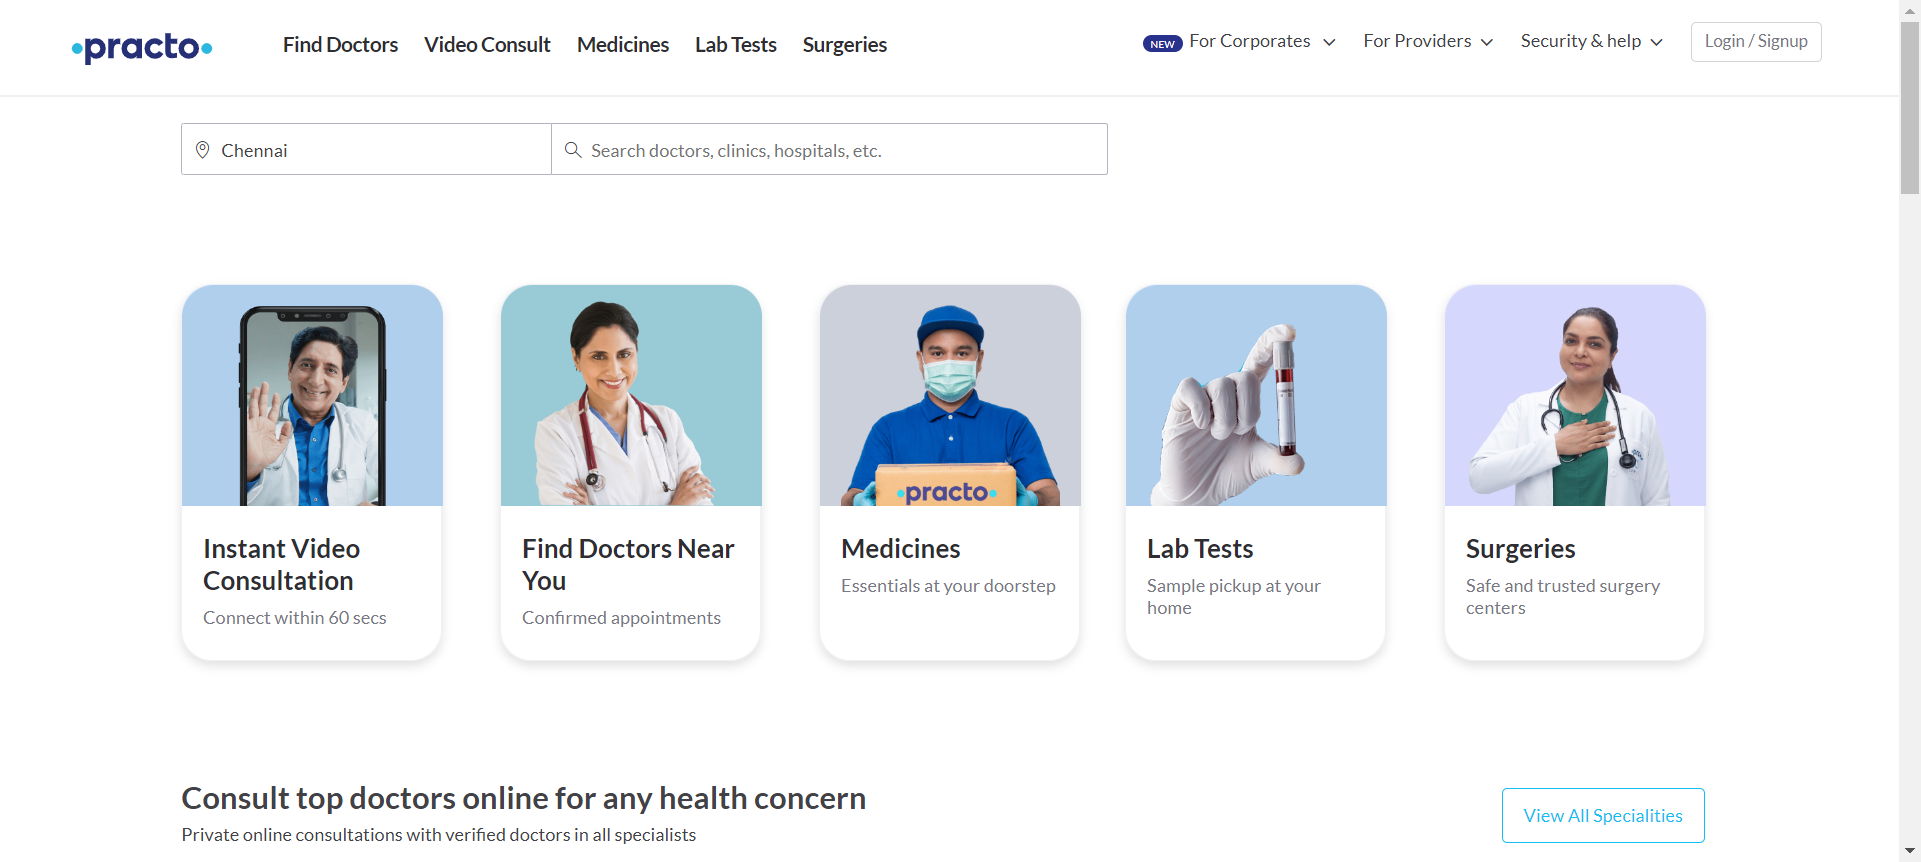 practo
Find Doctors
Video Consult
Medicines
Lab Tests
Surgeries
NEW
For Corporates
For Providers
Security & help
Login / Signup
Chennai
Search doctors, clinics, hospitals, etc.
practo
Instant Video
Consultation
Connect within 60 secs
Find Doctors Near
You
Confirmed appointments
Medicines
Essentials at your doorstep
Lab Tests
Sample pickup at your
home
Surgeries
Safe and trusted surgery
centers
Consult top doctors online for any health concern
Private online consultations with verified doctors in all specialists
View All Specialities